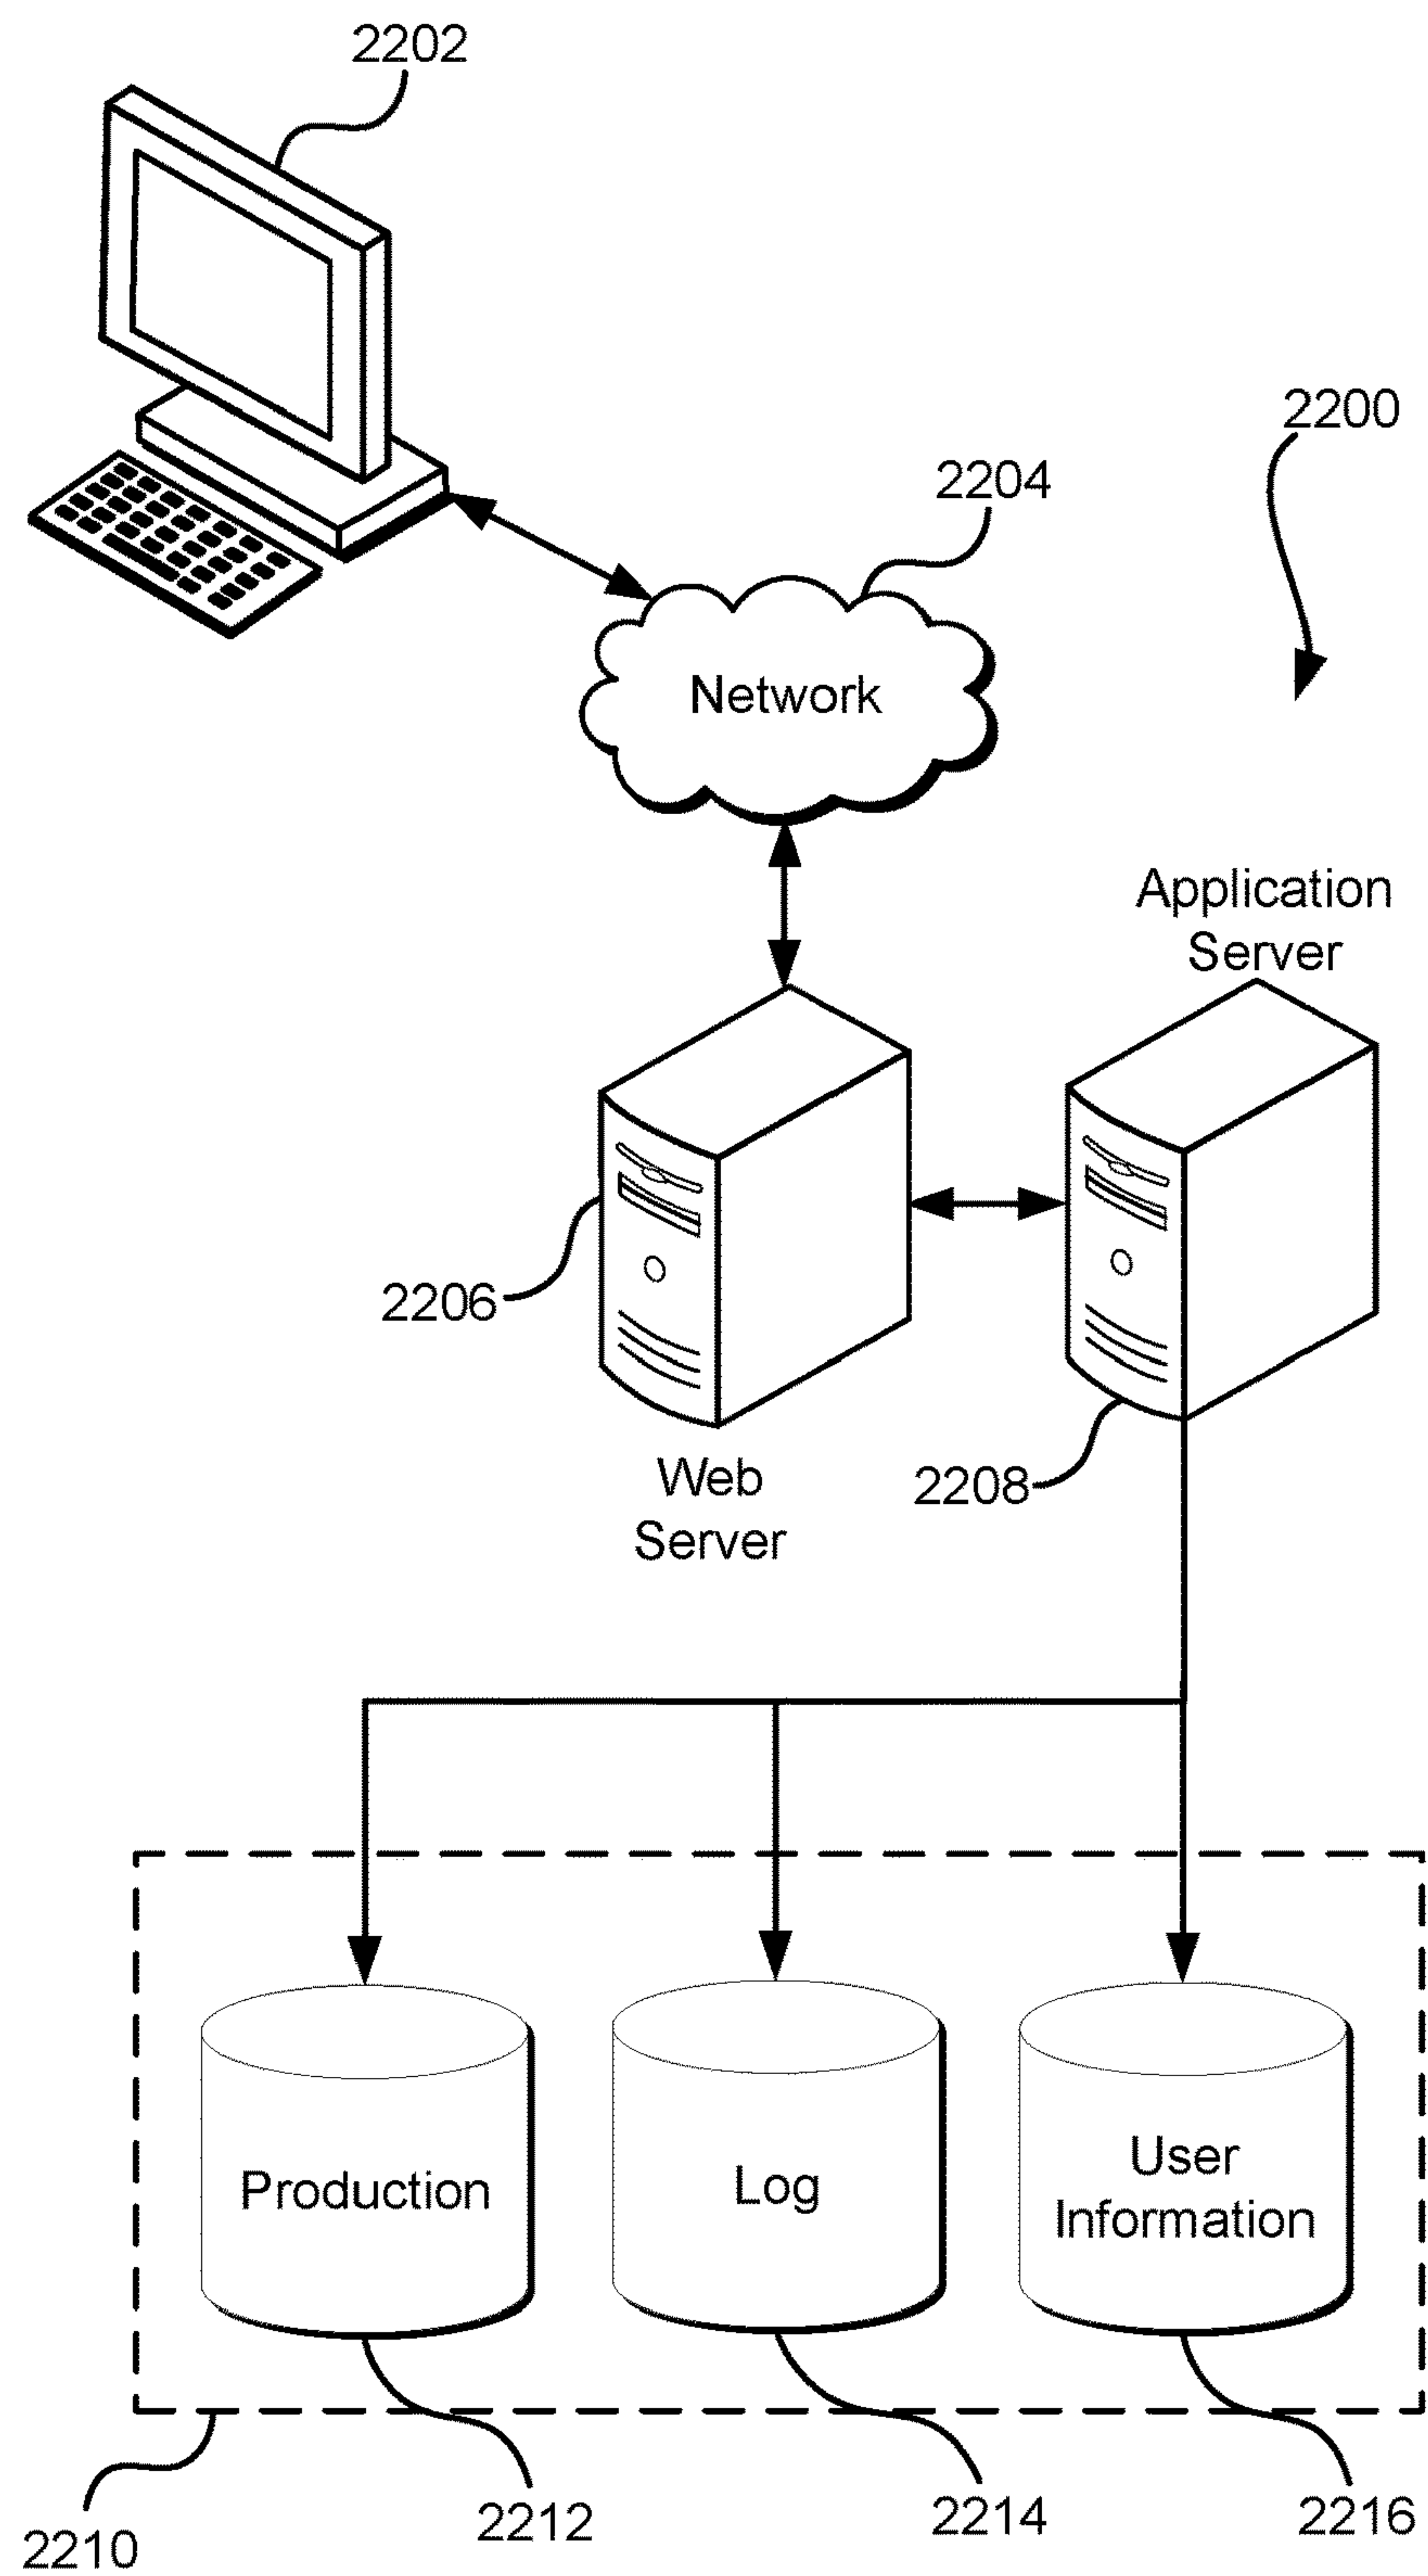 2202
2200
2204
Network
Application
Server
2206
Web
Server
2208
Production
Log
User
Information
2210
2212
2214
2216